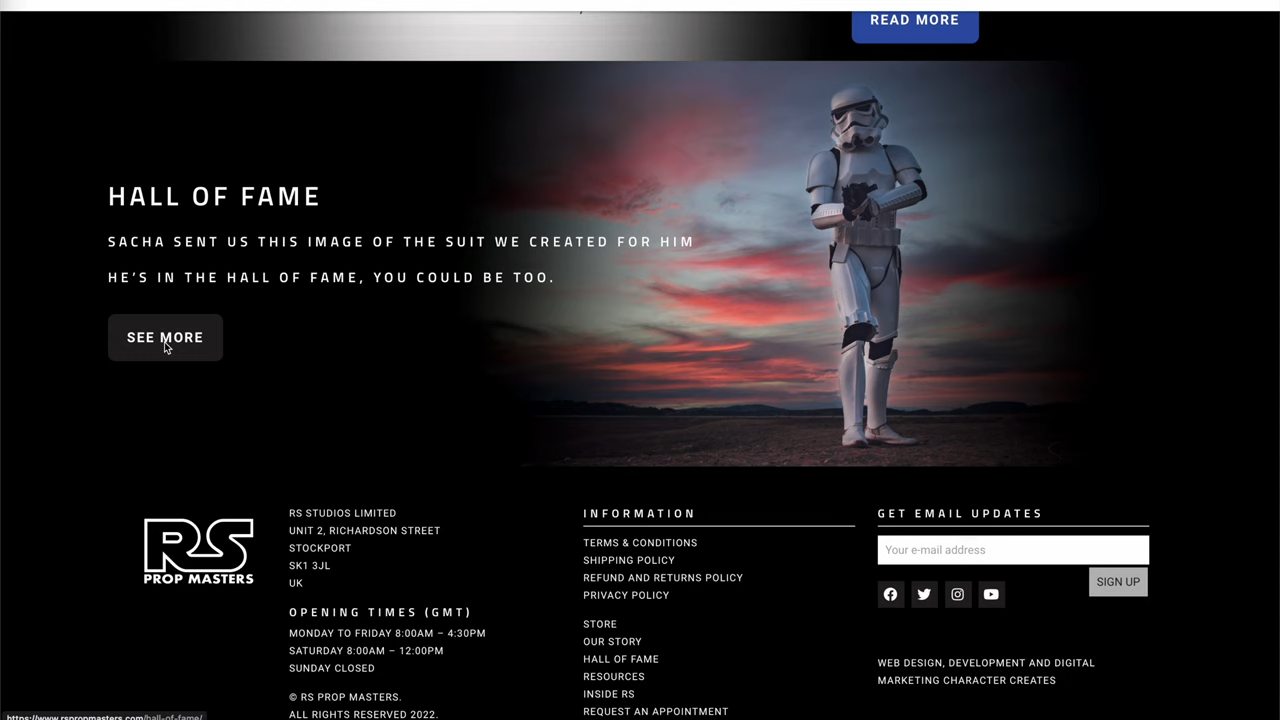 READ MORE
HALL OF FAME
SACHA SENT US THIS IMAGE OF THE SUIT WE CREATED FOR HIM
HE'S IN THE HALL OF FAME, YOU COULD BE TOO.
SEE MORE
RS
PROP MASTERS
RS STUDIOS LIMITED
UNIT 2, RICHARDSON STREET
STOCKPORT
SK1 3JL
UK
OPENING TIMES (GMT)
MONDAY TO FRIDAY 8:00AM – 4:30PM
SATURDAY 8:00AM – 12:00PM
SUNDAY CLOSED
© RS PROP MASTERS.
ALL RIGHTS RESERVED 2022.
INFORMATION
TERMS & CONDITIONS
SHIPPING POLICY
REFUND AND RETURNS POLICY
PRIVACY POLICY
STORE
OUR STORY
HALL OF FAME
RESOURCES
INSIDE RS
REQUEST AN APPOINTMENT
GET EMAIL UPDATES
Your e-mail address
SIGN UP
WEB DESIGN, DEVELOPMENT AND DIGITAL
MARKETING CHARACTER CREATES
https://www.rspropmasters.com/hall-of-fame/